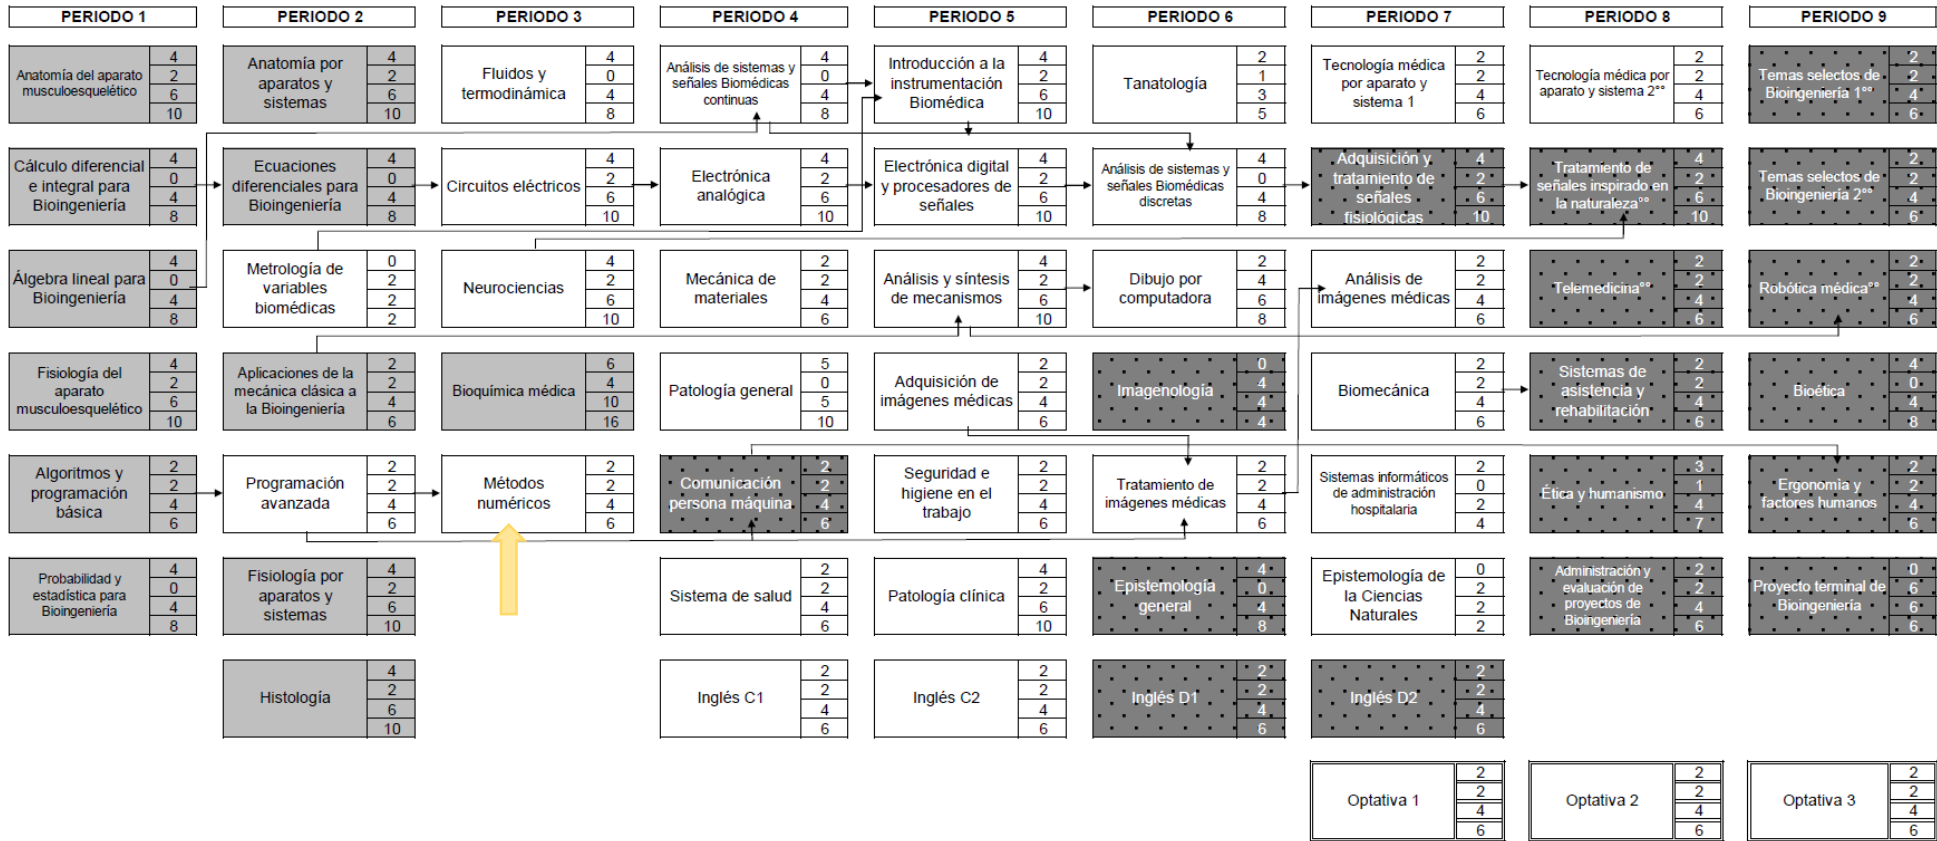 PERIODO 1
PERIODO 2
PERIODO 3
PERIODO 4
PERIODO 5
PERIODO 6
PERIODO 7
PERIODO 8
PERIODO 9
Anatomía del aparato
musculoesquelético
4
2
6
10
Anatomía por
aparatos y
sistemas
4
2
6
10
Fluidos y
termodinámica
4
0
4
8
Análisis de sistemas y
señales Biomédicas
continuas
4
0
4
8
Introducción a la
instrumentación
Biomédica
4
2
6
10
Tanatología
2
1
3
5
Tecnología médica
por aparato y
sistema 1
2
2
4
6
Tecnología médica por
aparato y sistema 2°°
2
2
4
6
Temas selectos de
Bioingeniería 1°°
2
2
4
6
Cálculo diferencial
e integral para
Bioingeniería
4
0
4
8
Ecuaciones
diferenciales para
Bioingeniería
4
0
4
8
Circuitos eléctricos
4
2
6
10
Electrónica
analógica
4
2
6
10
Electrónica digital
y procesadores de
señales
4
2
6
10
Análisis de sistemas y
señales Biomédicas
discretas
4
0
4
8
Adquisición y
tratamiento de
señales
fisiológicas
4
2
6
10
Tratamiento de
señales inspirado en
la naturaleza°°
4
2
6
10
Temas selectos de
Bioingeniería 2°°
2
2
4
6
Álgebra lineal para
Bioingeniería
4
0
4
8
Metrología de
variables
biomédicas
0
2
2
2
Neurociencias
4
2
6
10
Mecánica de
materiales
2
2
4
6
Análisis y síntesis
de mecanismos
4
2
6
10
Dibujo por
computadora
2
4
6
8
Análisis de
imágenes médicas
2
2
4
6
Telemedicina°°
2
2
4
6
Robótica médica°°
2
2
4
6
Fisiología del
aparato
musculoesquelético
4
2
6
10
Aplicaciones de la
mecánica clásica a
la Bioingeniería
2
2
4
6
Bioquímica médica
6
4
10
16
Patología general
5
0
5
10
Adquisición de
imágenes médicas
2
2
4
6
Imagenología
0
4
4
4
Biomecánica
2
2
4
6
Sistemas de
asistencia y
rehabilitación
2
2
4
6
Bioética
4
0
4
8
Algoritmos y
programación
básica
2
2
4
6
Programación
avanzada
2
2
4
6
Métodos
numéricos
2
2
4
6
Comunicación
persona máquina
2
2
4
6
Seguridad e
higiene en el
trabajo
2
2
4
6
Tratamiento de
imágenes médicas
2
2
4
6
Sistemas informáticos
de administración
hospitalaria
2
0
2
4
Ética y humanismo
3
1
4
7
Ergonomia y
factores humanos
2
2
4
6
Probabilidad y
estadística para
Bioingeniería
4
0
4
8
Fisiología por
aparatos y
sistemas
4
2
6
10
Sistema de salud
2
2
4
6
Patología clínica
4
2
6
10
Epistemología
general
4
0
4
8
Epistemología de
la Ciencias
Naturales
0
2
2
2
Administración y
evaluación de
proyectos de
Bioingeniería
2
2
4
6
Proyecto terminal de
Bioingeniería
0
6
6
6
Histología
4
2
6
10
Inglés C1
2
2
4
6
Inglés C2
2
2
4
6
Inglés D1
2
2
4
6
Inglés D2
2
2
4
6
Optativa 1
2
2
4
6
Optativa 2
2
2
4
6
Optativa 3
2
2
4
6